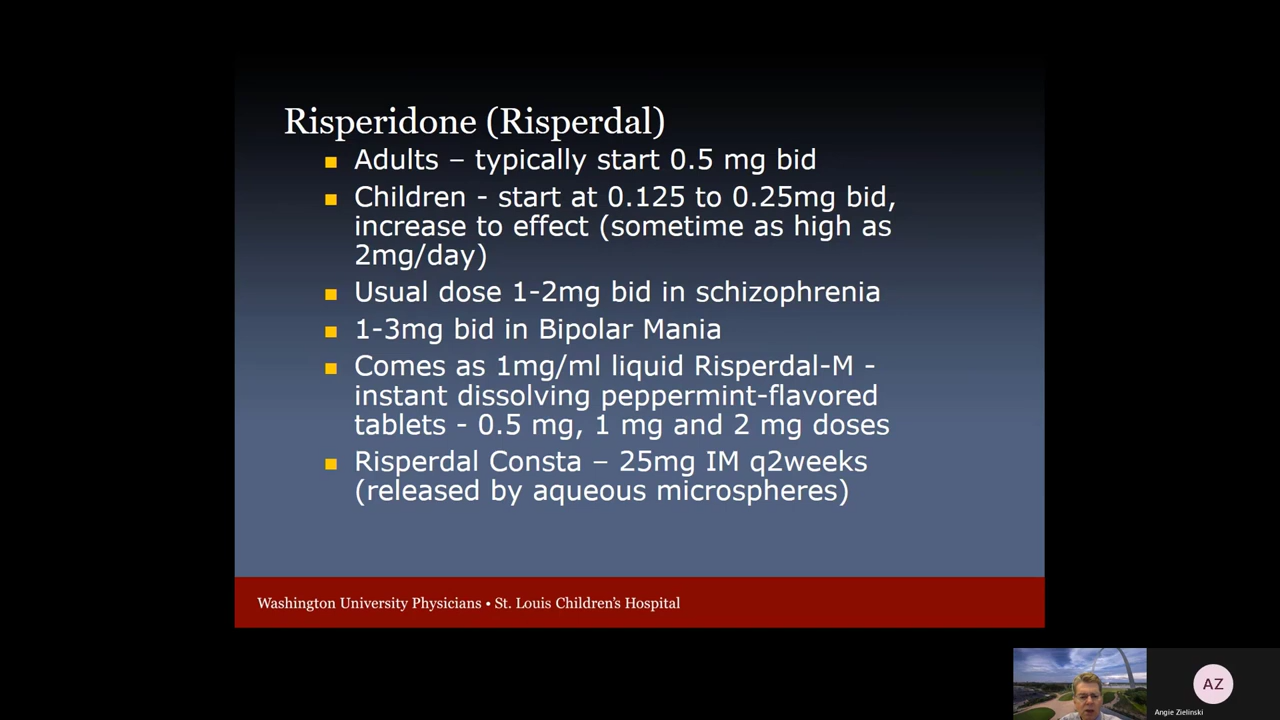 Risperidone (Risperdal)
Adults – typically start 0.5 mg bid
Children - start at 0.125 to 0.25mg bid,
increase to effect (sometime as high as
2mg/day)
Usual dose 1-2mg bid in schizophrenia
1-3mg bid in Bipolar Mania
Comes as 1mg/ml liquid Risperdal-M -
instant dissolving peppermint-flavored
tablets - 0.5 mg, 1 mg and 2 mg doses
Risperdal Consta – 25mg IM q2weeks
(released by aqueous microspheres)
Washington University Physicians • St. Louis Children's Hospital
AZ
Angie Zielinski